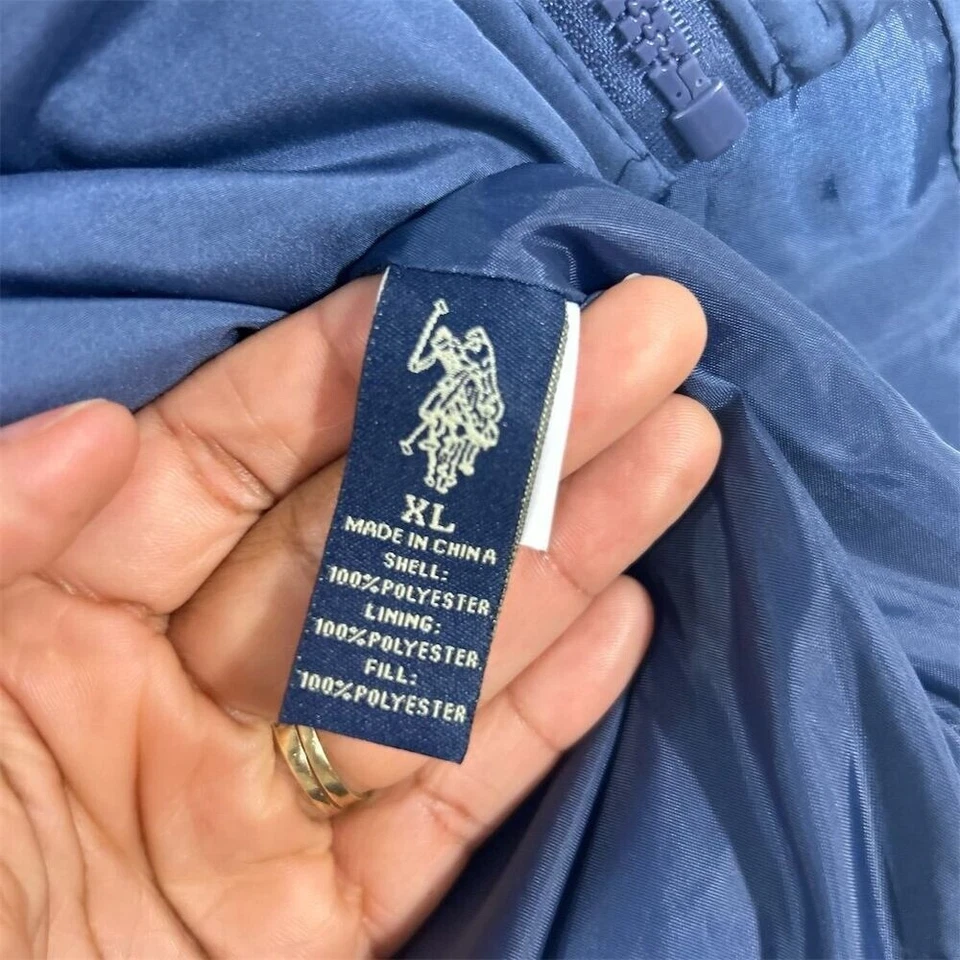 XL
MADE IN CHINA
SHELL:
100%POLYESTER
LINING:
100%POLYESTER
FILL:
100%POLYESTER